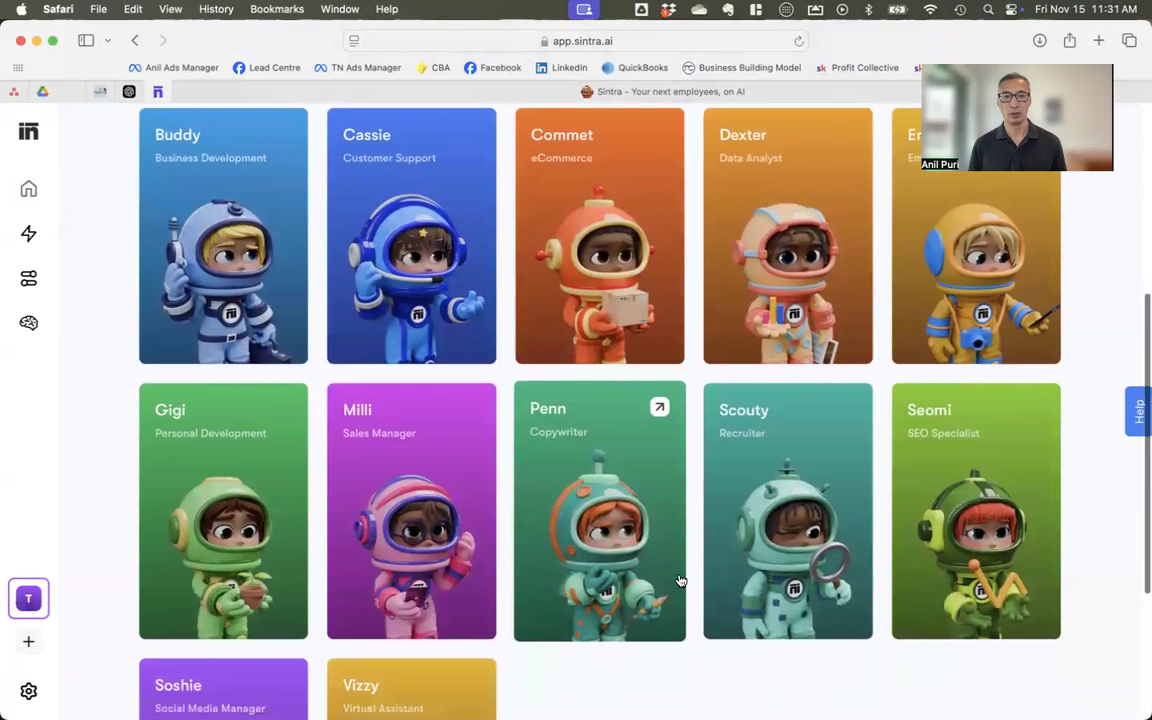 Safari File Edit View History Bookmarks Window Help Fri Nov 15 11:31 AM
app.sintra.ai
Anil Ads Manager Lead Centre TN Ads Manager CBA Facebook LinkedIn QuickBooks Business Building Model sk Profit Collective sk
Sintra - Your next employees, on AI
Anil Puri
Buddy
Business Development
Cassie
Customer Support
Commet
eCommerce
Dexter
Data Analyst
Gigi
Personal Development
Milli
Sales Manager
Penn
Copywriter
Scouty
Recruiter
Seomi
SEO Specialist
Help
T
Soshie
Social Media Manager
Vizzy
Virtual Assistant